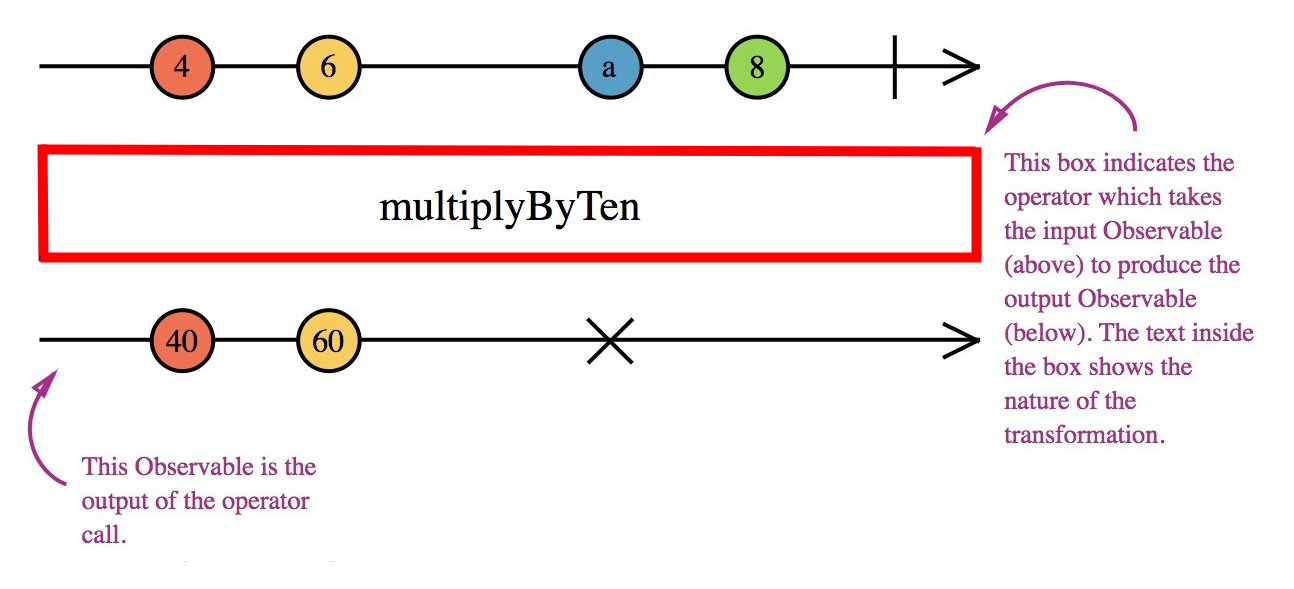 4 6 a 8
multiplyByTen
This box indicates the
operator which takes
the input Observable
(above) to produce the
output Observable
(below). The text inside
the box shows the
nature of the
transformation.
40 60
This Observable is the
output of the operator
call.